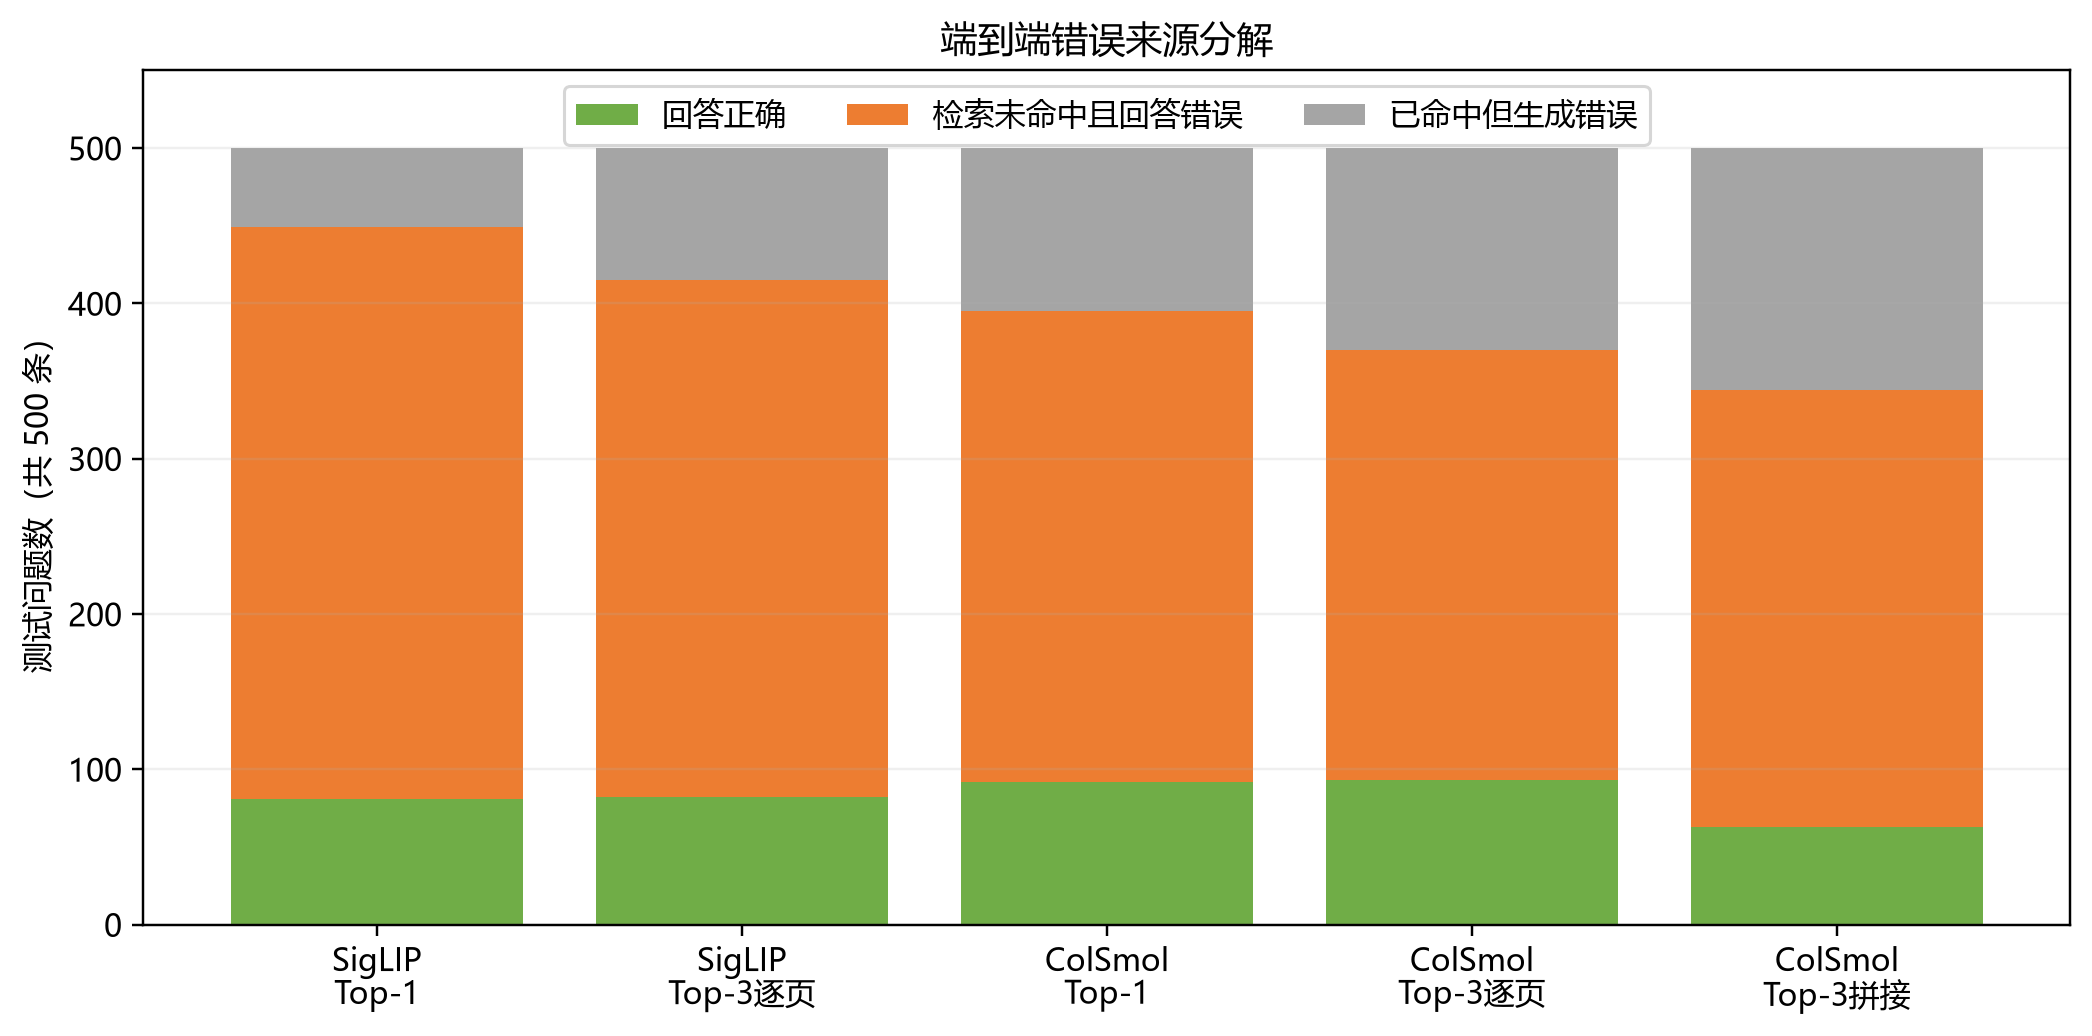 端到端错误来源分解
回答正确 检索未命中且回答错误 已命中但生成错误
测试问题数（共 500 条）
500
400
300
200
100
0
SigLIP
Top-1
SigLIP
Top-3逐页
ColSmol
Top-1
ColSmol
Top-3逐页
ColSmol
Top-3拼接